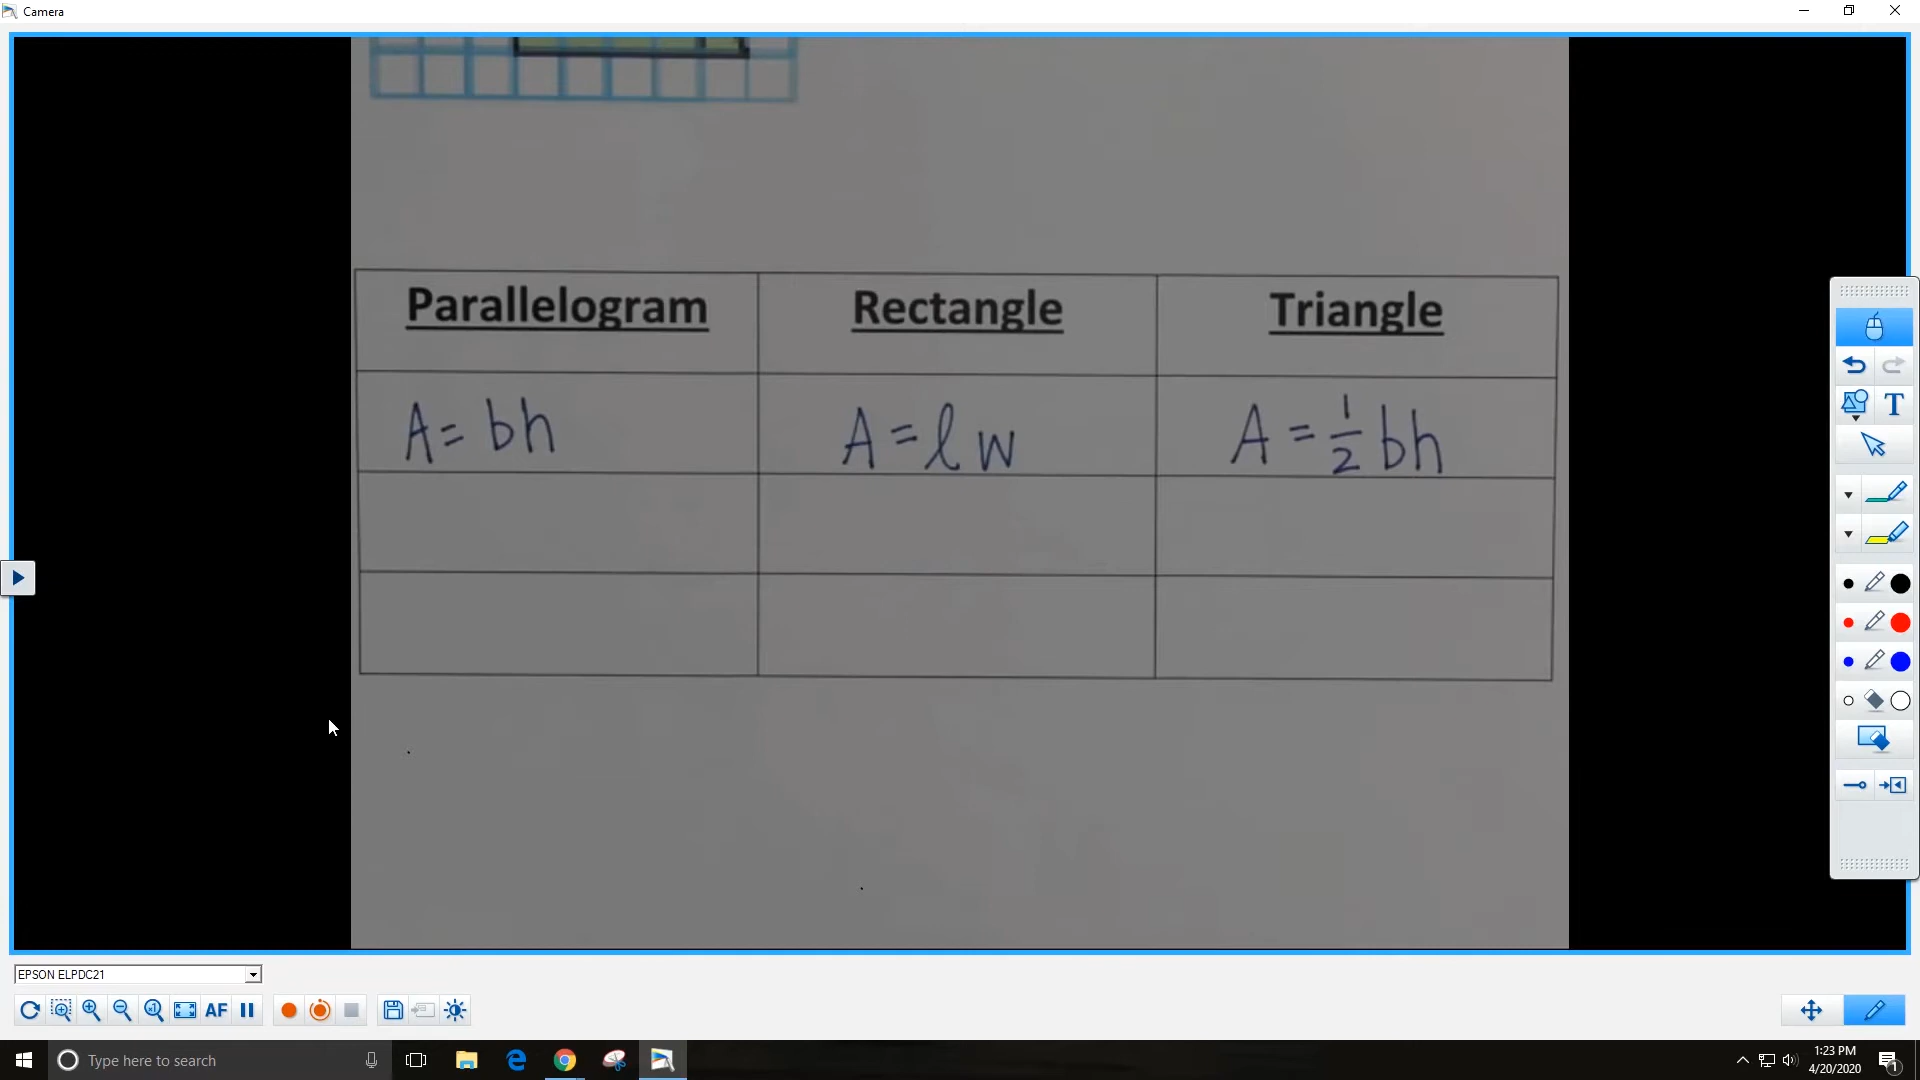 Camera
Parallelogram
Rectangle
Triangle
A = bh
A = l w
A = 1/2 bh
T
EPSON ELPDC21
AF
Type here to search
1:23 PM
4/20/2020
1